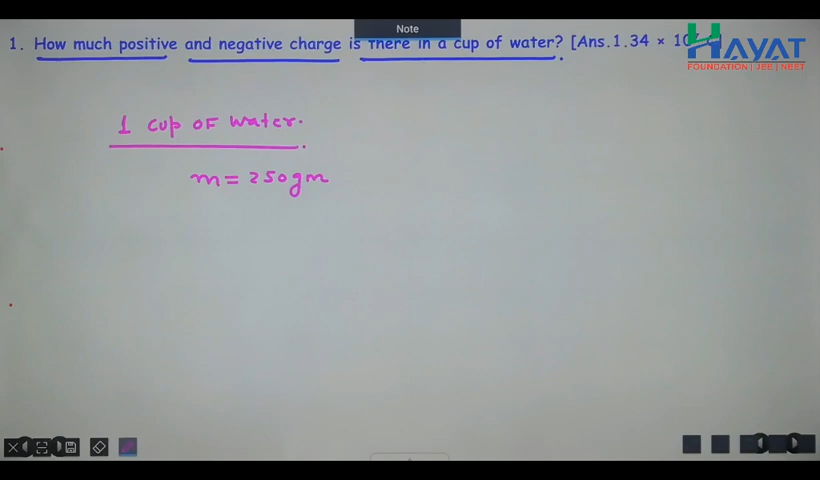 Note
1. How much positive and negative charge is there in a cup of water? [Ans.1.34 × 10
HAYAT
FOUNDATION | JEE | NEET
1 cup OF water.
m = 250gm